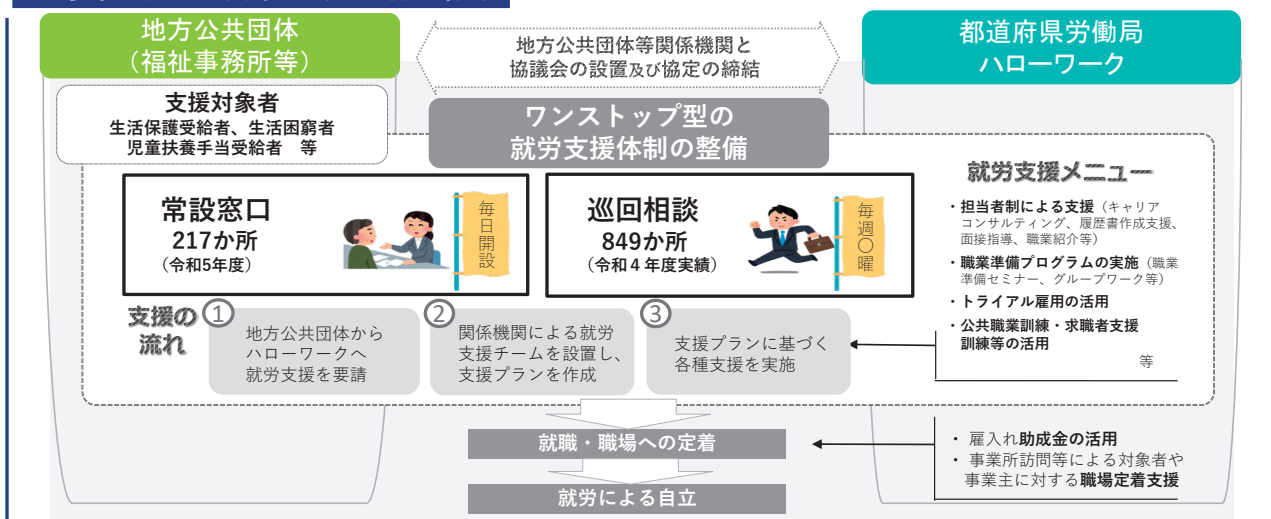 地方公共団体
(福祉事務所等)
地方公共団体等関係機関と
協議会の設置及び協定の締結
都道府県労働局
ハローワーク
支援対象者
生活保護受給者、生活困窮者
児童扶養手当受給者 等
ワンストップ型の
就労支援体制の整備
常設窓口
217か所
(令和5年度)
毎日開設
巡回相談
849か所
(令和4年度実績)
毎週〇曜
就労支援メニュー
・担当者制による支援(キャリア
コンサルティング、履歴書作成支援、
面接指導、職業紹介等)
・職業準備プログラムの実施(職業
準備セミナー、グループワーク等)
・トライアル雇用の活用
・公共職業訓練・求職者支援
訓練等の活用
等
支援の
流れ
①
地方公共団体から
ハローワークへ
就労支援を要請
②
関係機関による就労
支援チームを設置し、
支援プランを作成
③
支援プランに基づく
各種支援を実施
就職・職場への定着
・ 雇入れ助成金の活用
・ 事業所訪問等による対象者や
事業主に対する職場定着支援
就労による自立